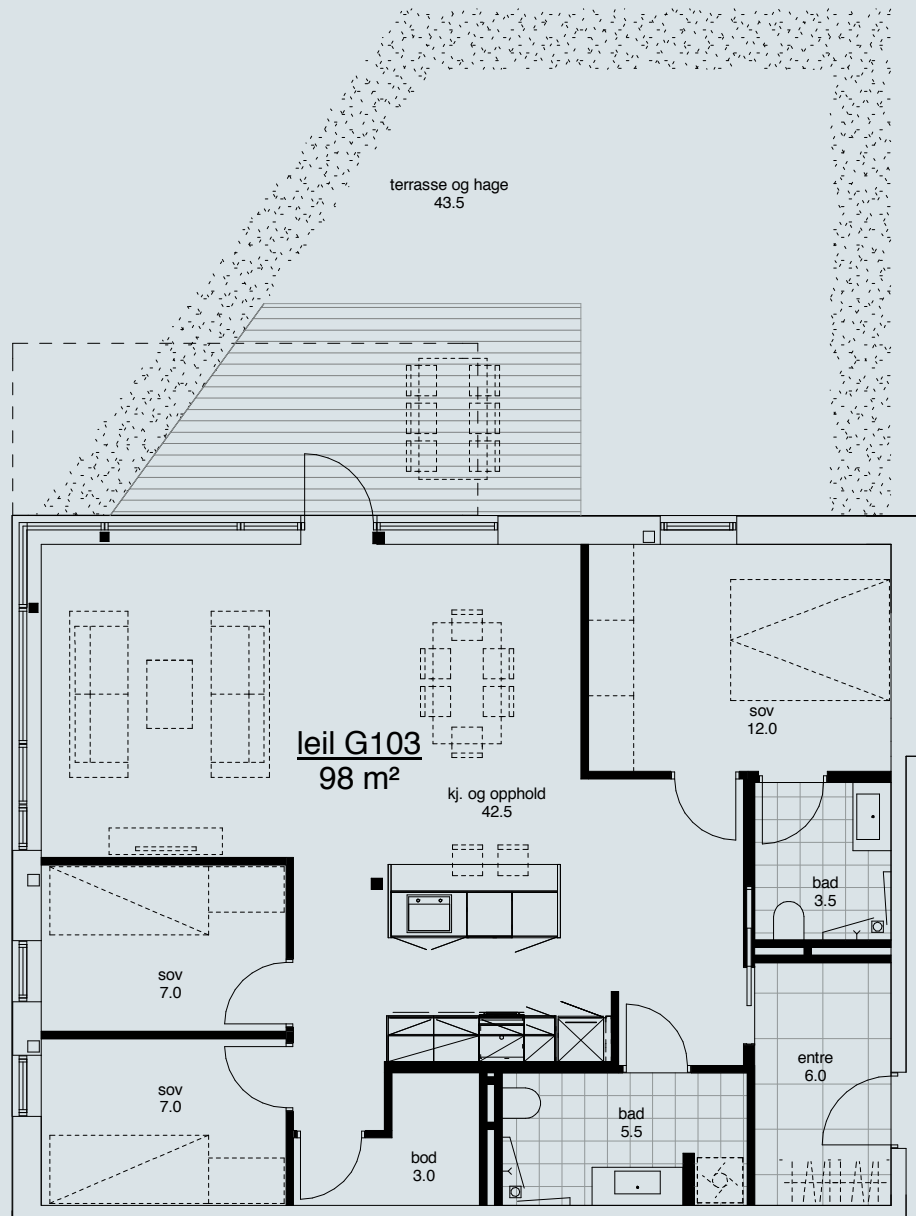 terrasse og hage
43.5
sov
12.0
leil G103
98 m²
kj. og opphold
42.5
bad
3.5
sov
7.0
entre
6.0
sov
7.0
bad
5.5
bod
3.0